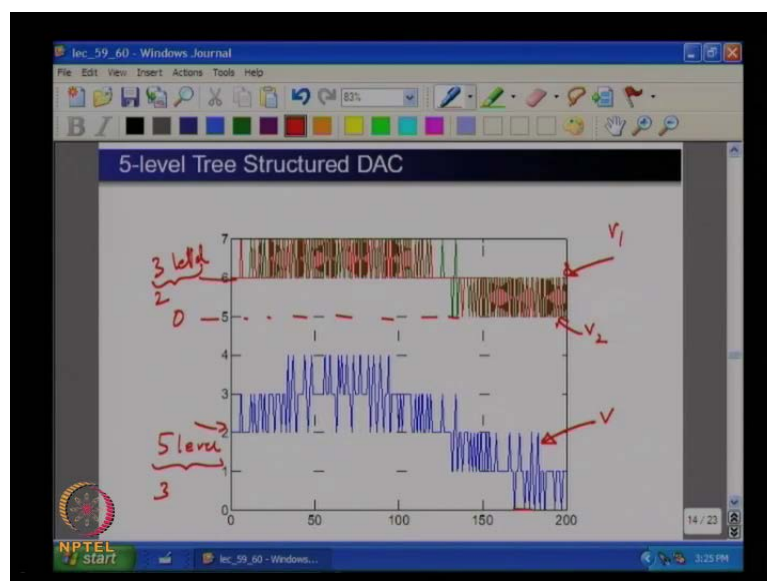 lec_59_60 - Windows Journal
File Edit View Insert Actions Tools Help
83%
B I
5-level Tree Structured DAC
7
6
5
4
3
2
1
0
0 50 100 150 200
3 level
2
0
5 level
3
V1
V2
V
14 / 23
NPTEL
start
lec_59_60 - Windows...
3:25 PM